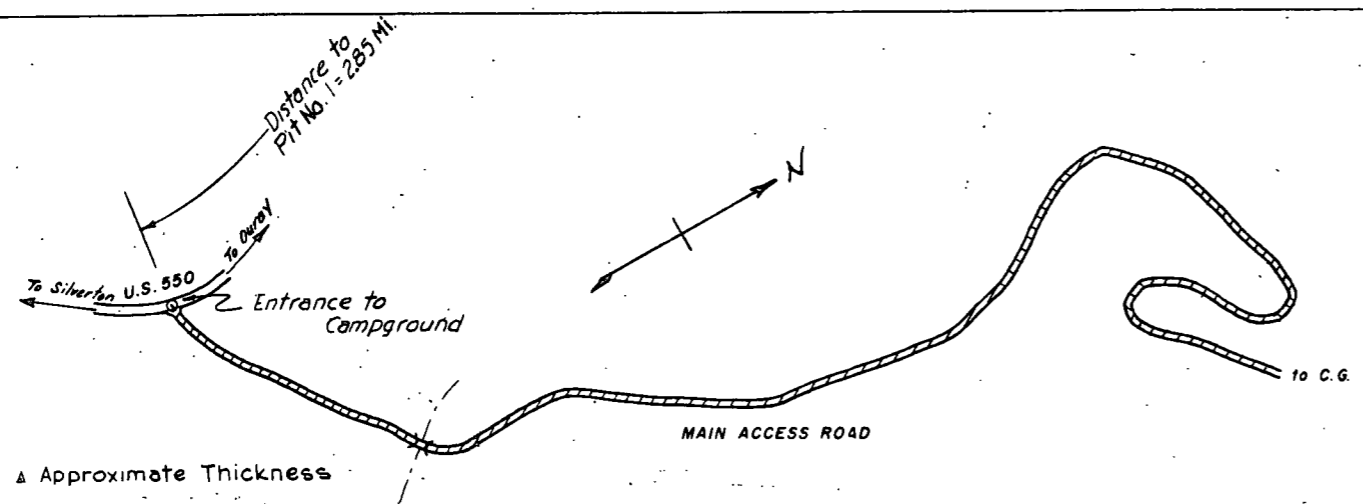 Distance to
Pit No. 1 = 2.85 Mi.
N
To Ouray
To Silverton U.S. 550
Entrance to
Campground
to C.G.
MAIN ACCESS ROAD
Δ Approximate Thickness